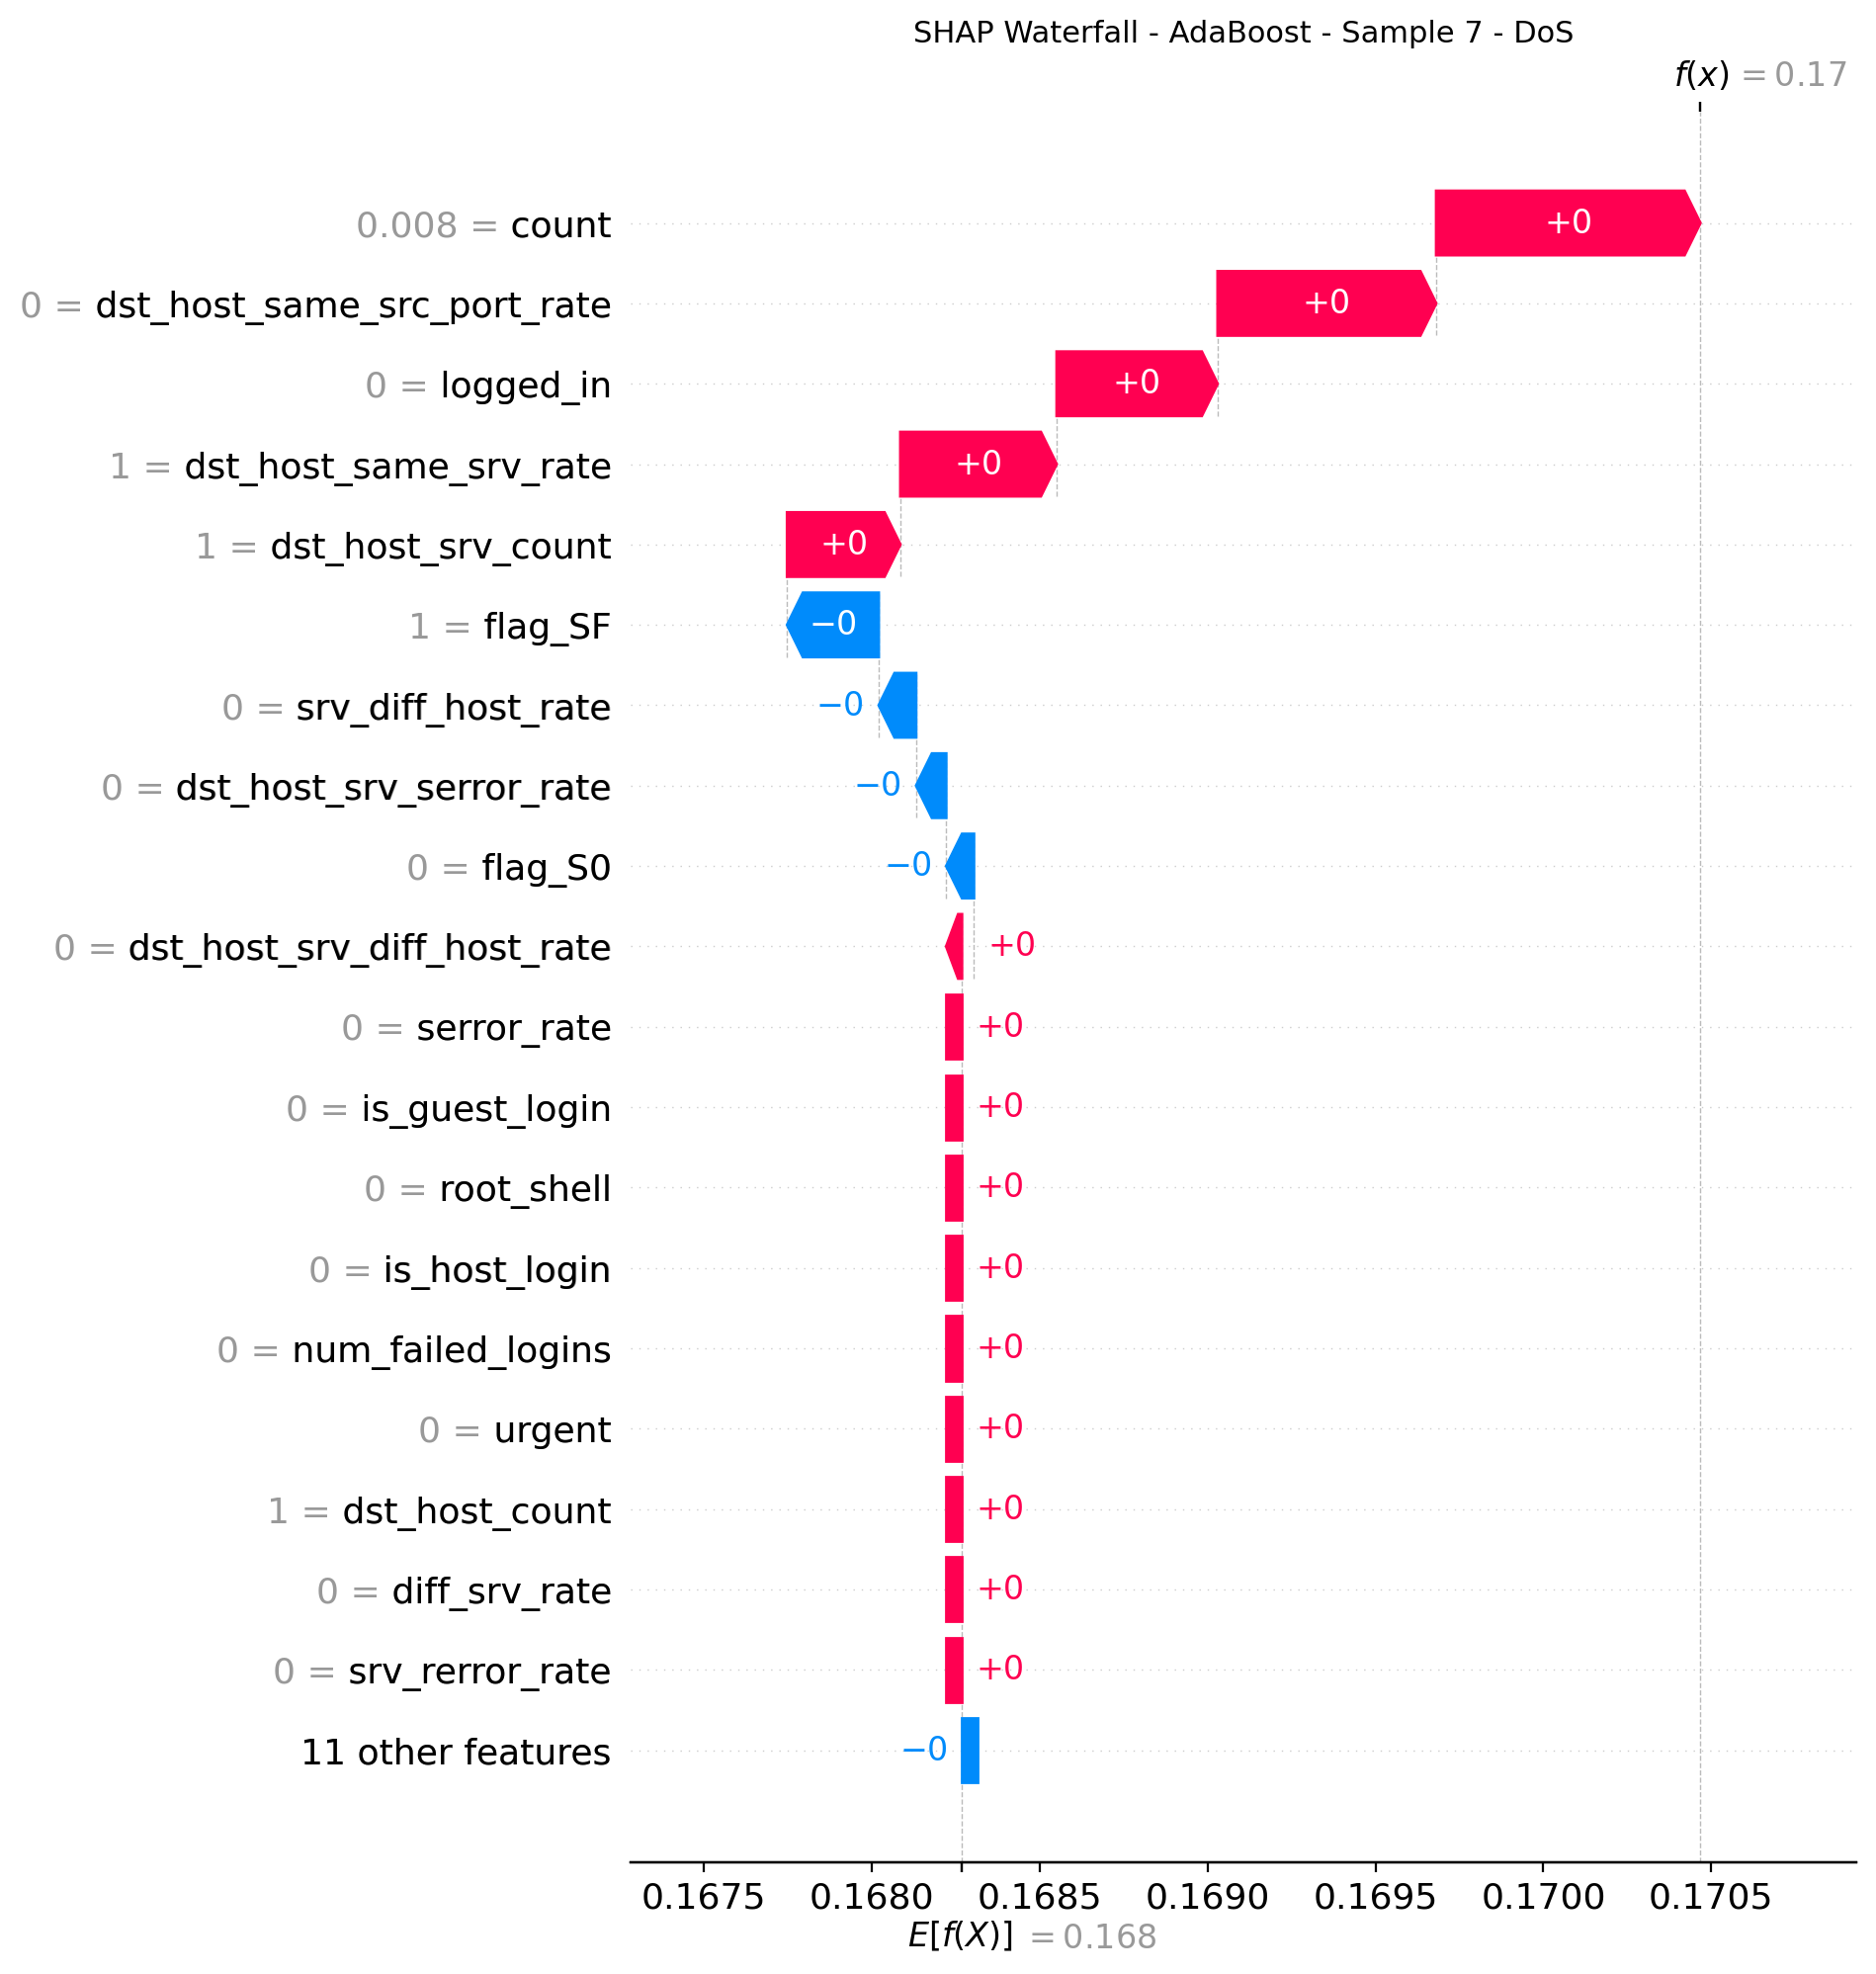 SHAP Waterfall - AdaBoost - Sample 7 - DoS
f(x) = 0.17
0.008 = count +0
0 = dst_host_same_src_port_rate +0
0 = logged_in +0
1 = dst_host_same_srv_rate +0
1 = dst_host_srv_count +0
1 = flag_SF −0
0 = srv_diff_host_rate −0
0 = dst_host_srv_serror_rate −0
0 = flag_S0 −0
0 = dst_host_srv_diff_host_rate +0
0 = serror_rate +0
0 = is_guest_login +0
0 = root_shell +0
0 = is_host_login +0
0 = num_failed_logins +0
0 = urgent +0
1 = dst_host_count +0
0 = diff_srv_rate +0
0 = srv_rerror_rate +0
11 other features −0
0.1675 0.1680 0.1685 0.1690 0.1695 0.1700 0.1705
E[f(X)] = 0.168